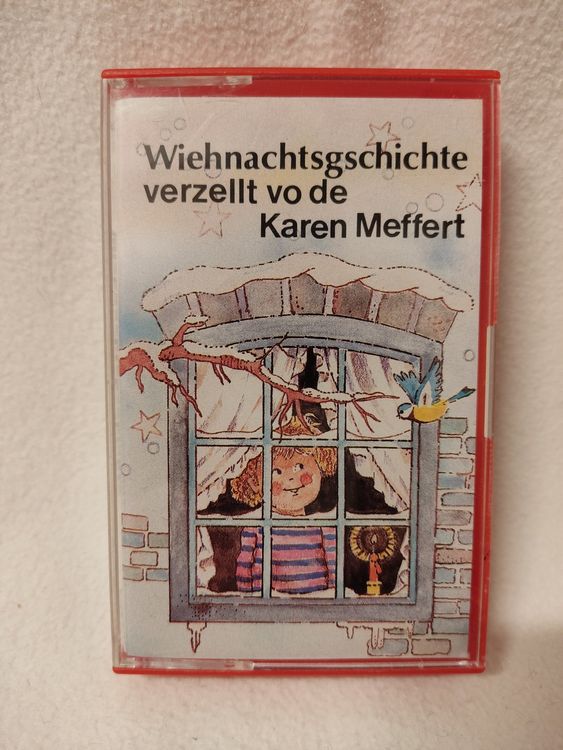 Wiehnachtsgschichte
verzellt vo de
Karen Meffert